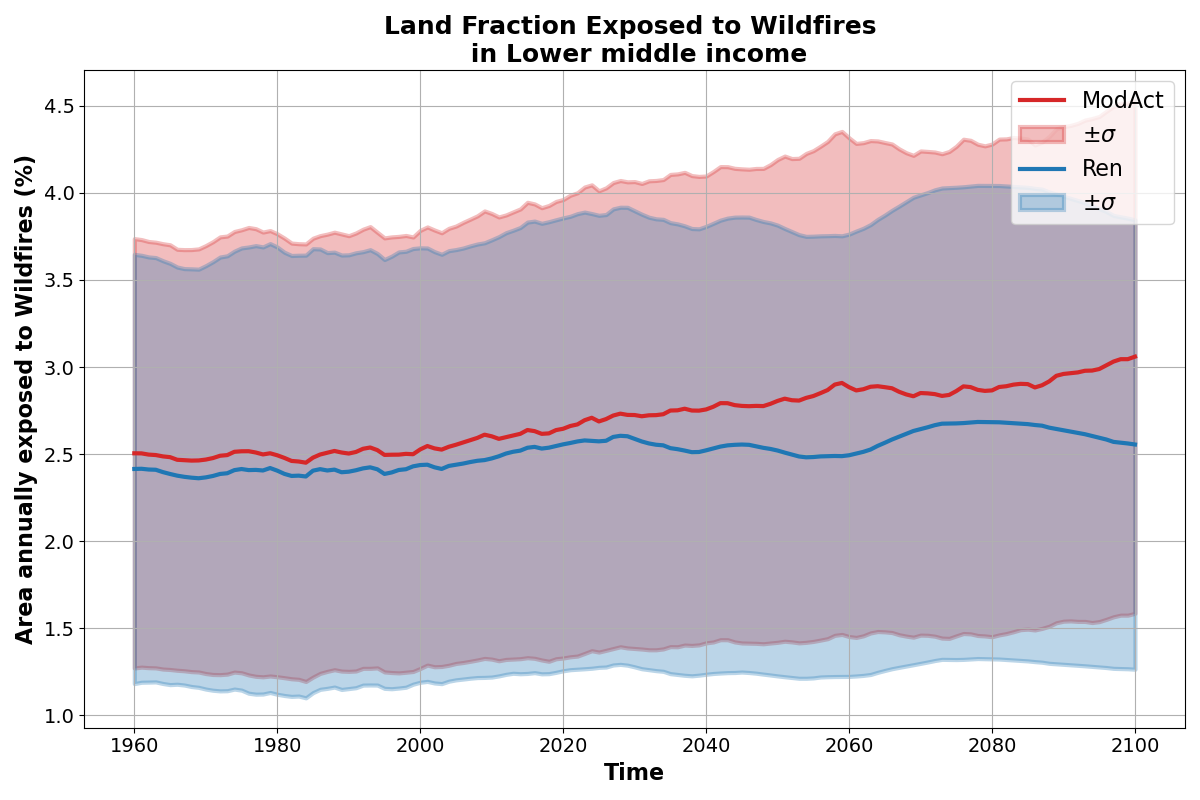 Land Fraction Exposed to Wildfires
in Lower middle income
Area annually exposed to Wildfires (%)
4.5
4.0
3.5
3.0
2.5
2.0
1.5
1.0
ModAct
±σ
Ren
±σ
1960
1980
2000
2020
2040
2060
2080
2100
Time